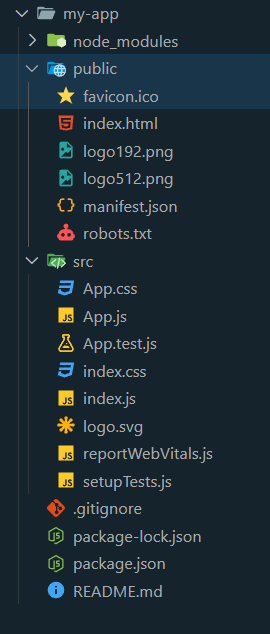 my-app
node_modules
public
favicon.ico
index.html
logo192.png
logo512.png
manifest.json
robots.txt
src
App.css
App.js
App.test.js
index.css
index.js
logo.svg
reportWebVitals.js
setupTests.js
.gitignore
package-lock.json
package.json
README.md